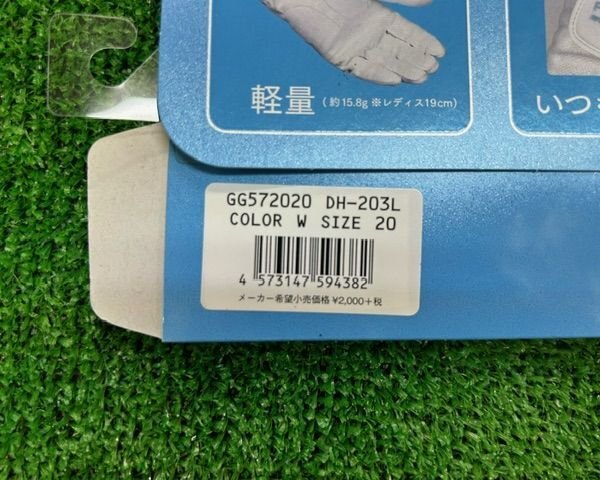 軽量（約15.8g ※レディス19cm）
いつ
GG572020 DH-203L
COLOR W SIZE 20
4 573147 594382
メーカー希望小売価格 ¥2,000+税